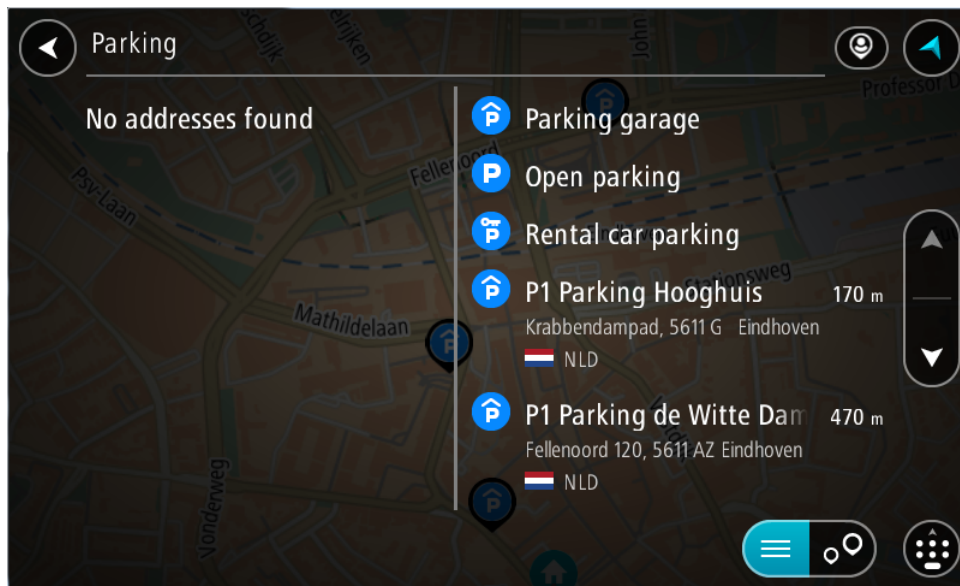 Parking
No addresses found
Parking garage
Open parking
Rental car parking
P1 Parking Hooghuis 170 m
Krabbendampad, 5611 G Eindhoven
NLD
P1 Parking de Witte Dam 470 m
Fellenoord 120, 5611 AZ Eindhoven
NLD
Professor D
Fellenoord
Psv-Laan
Stationsweg
Mathildelaan
Vonderweg